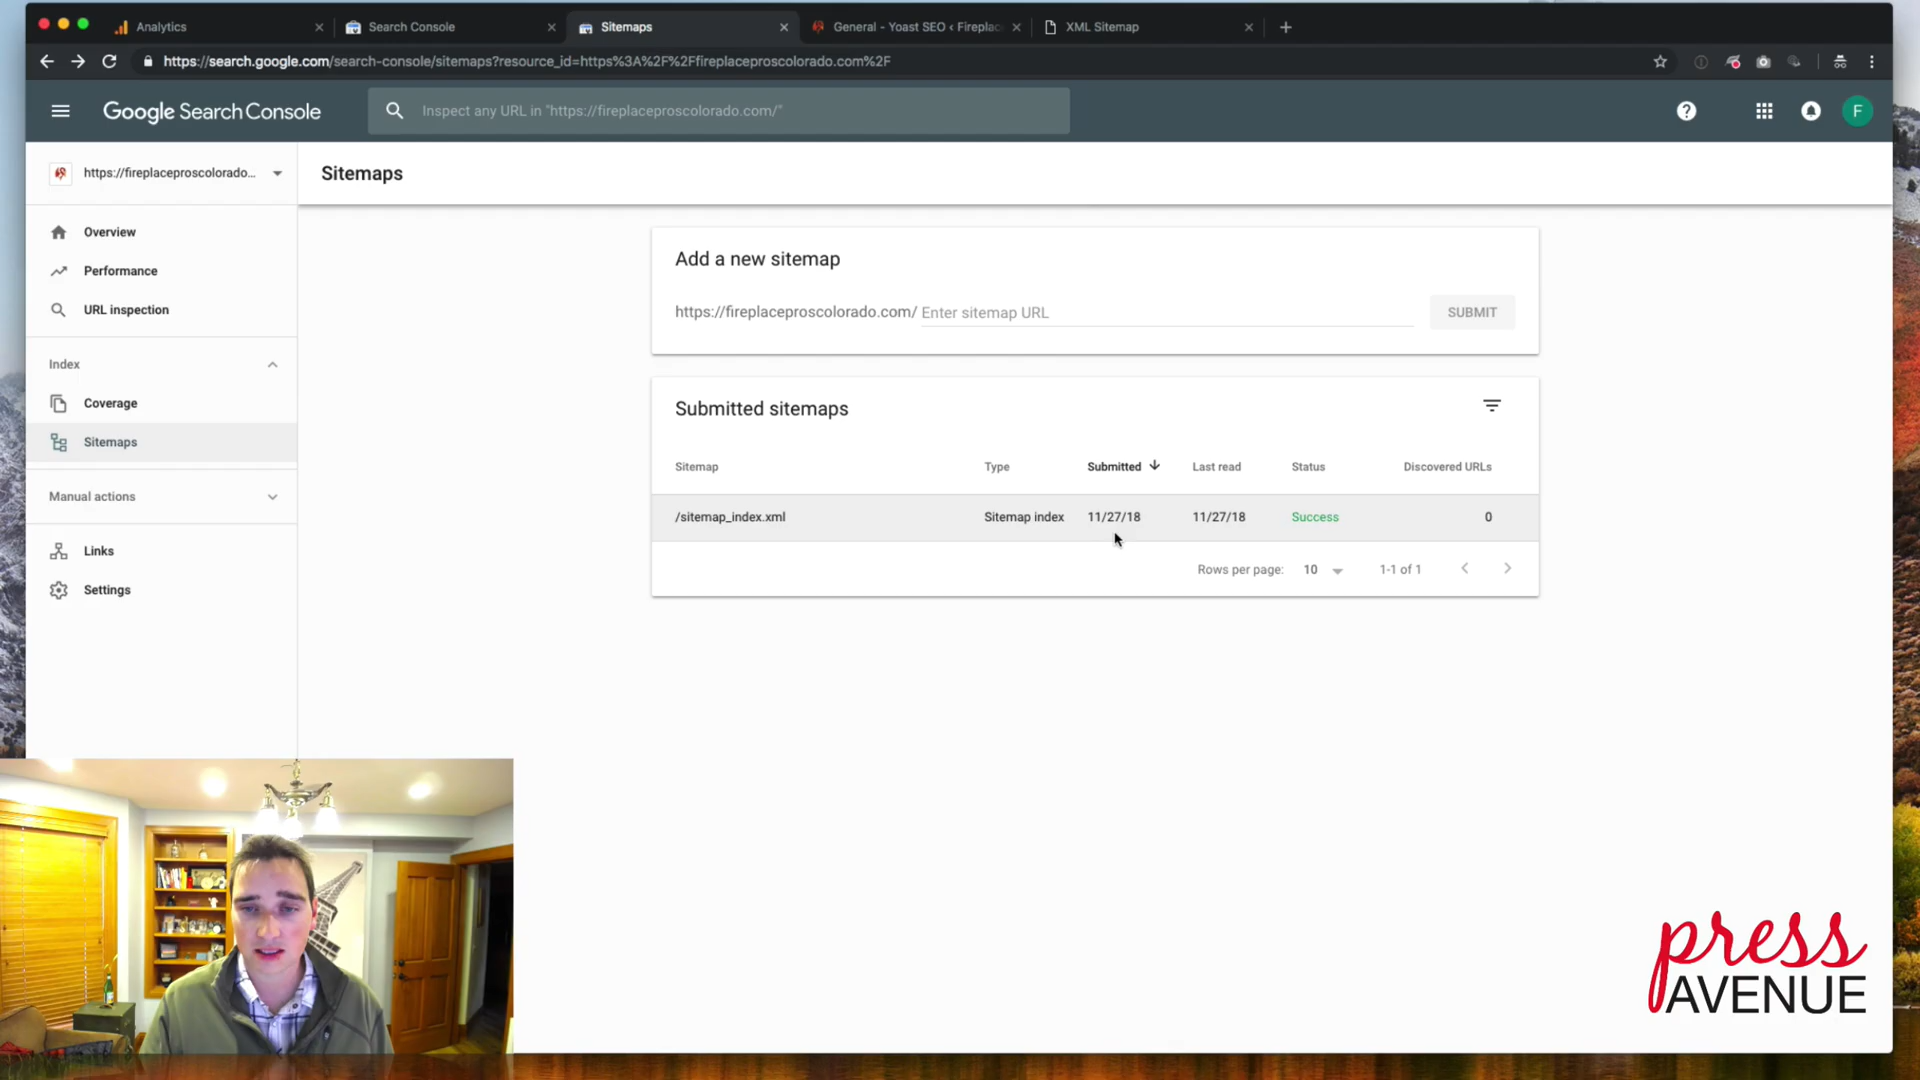 Analytics
Search Console
Sitemaps
General - Yoast SEO ‹ Fireplac
XML Sitemap
https://search.google.com/search-console/sitemaps?resource_id=https%3A%2F%2Ffireplaceproscolorado.com%2F
Google Search Console
Inspect any URL in "https://fireplaceproscolorado.com/"
F
https://fireplaceproscolorado...
Sitemaps
Overview
Performance
URL inspection
Index
Coverage
Sitemaps
Manual actions
Links
Settings
Add a new sitemap
https://fireplaceproscolorado.com/ Enter sitemap URL
SUBMIT
Submitted sitemaps
Sitemap Type Submitted Last read Status Discovered URLs
/sitemap_index.xml Sitemap index 11/27/18 11/27/18 Success 0
Rows per page: 10 1-1 of 1
press
AVENUE